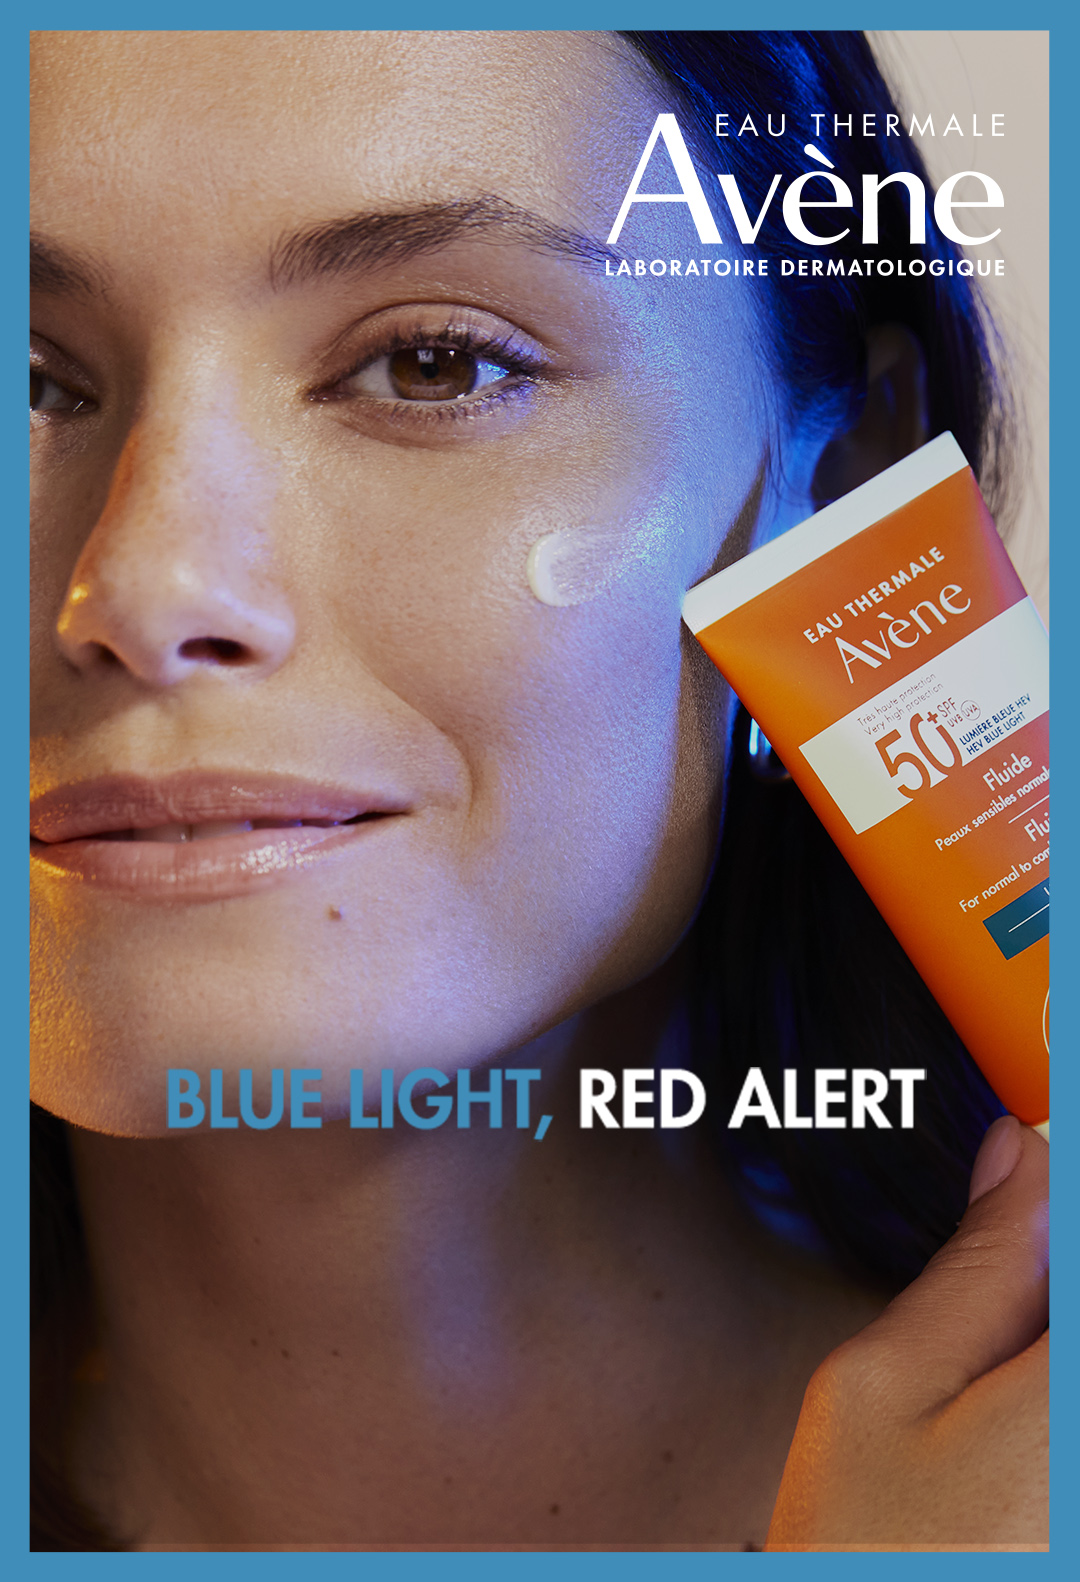 EAU THERMALE
Avène
LABORATOIRE DERMATOLOGIQUE
EAU THERMALE
Avène
Très haute protection
Very high protection
50+ SPF
UVB UVA
LUMIÈRE BLEUE HEV
HEV BLUE LIGHT
Fluide
Peaux sensibles
For normal to
BLUE LIGHT, RED ALERT